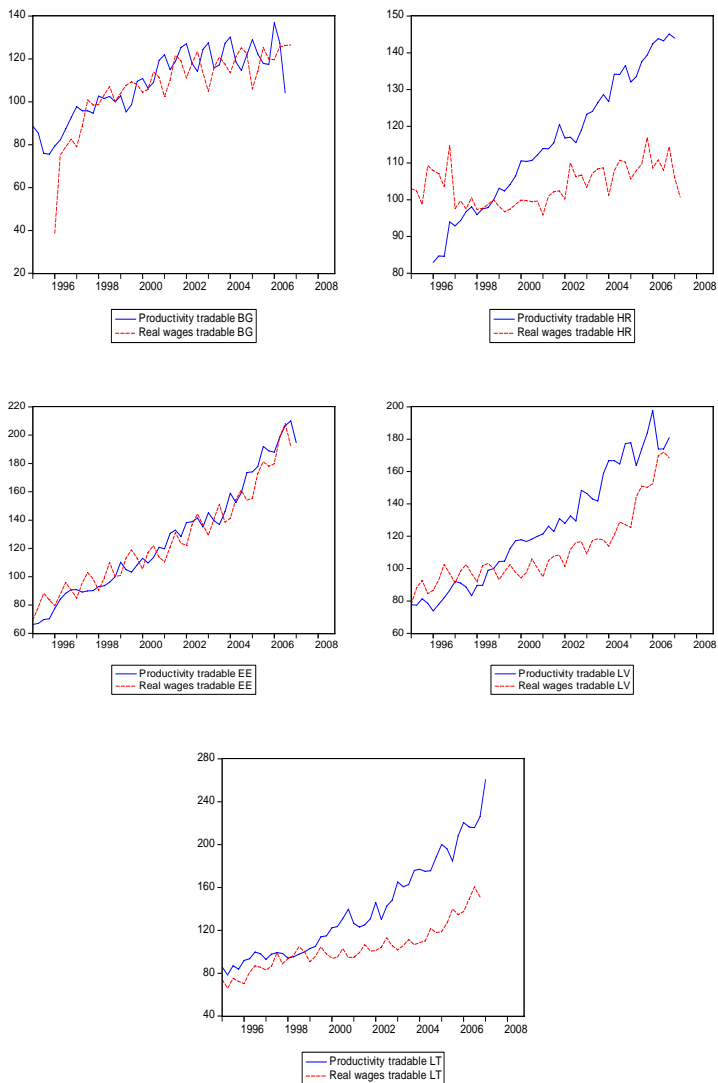 140
120
100
80
60
40
20
1996 1998 2000 2002 2004 2006 2008
Productivity tradable BG
Real wages tradable BG
150
140
130
120
110
100
90
80
1996 1998 2000 2002 2004 2006 2008
Productivity tradable HR
Real wages tradable HR
220
200
180
160
140
120
100
80
60
1996 1998 2000 2002 2004 2006 2008
Productivity tradable EE
Real wages tradable EE
200
180
160
140
120
100
80
60
1996 1998 2000 2002 2004 2006 2008
Productivity tradable LV
Real wages tradable LV
280
240
200
160
120
80
40
1996 1998 2000 2002 2004 2006 2008
Productivity tradable LT
Real wages tradable LT